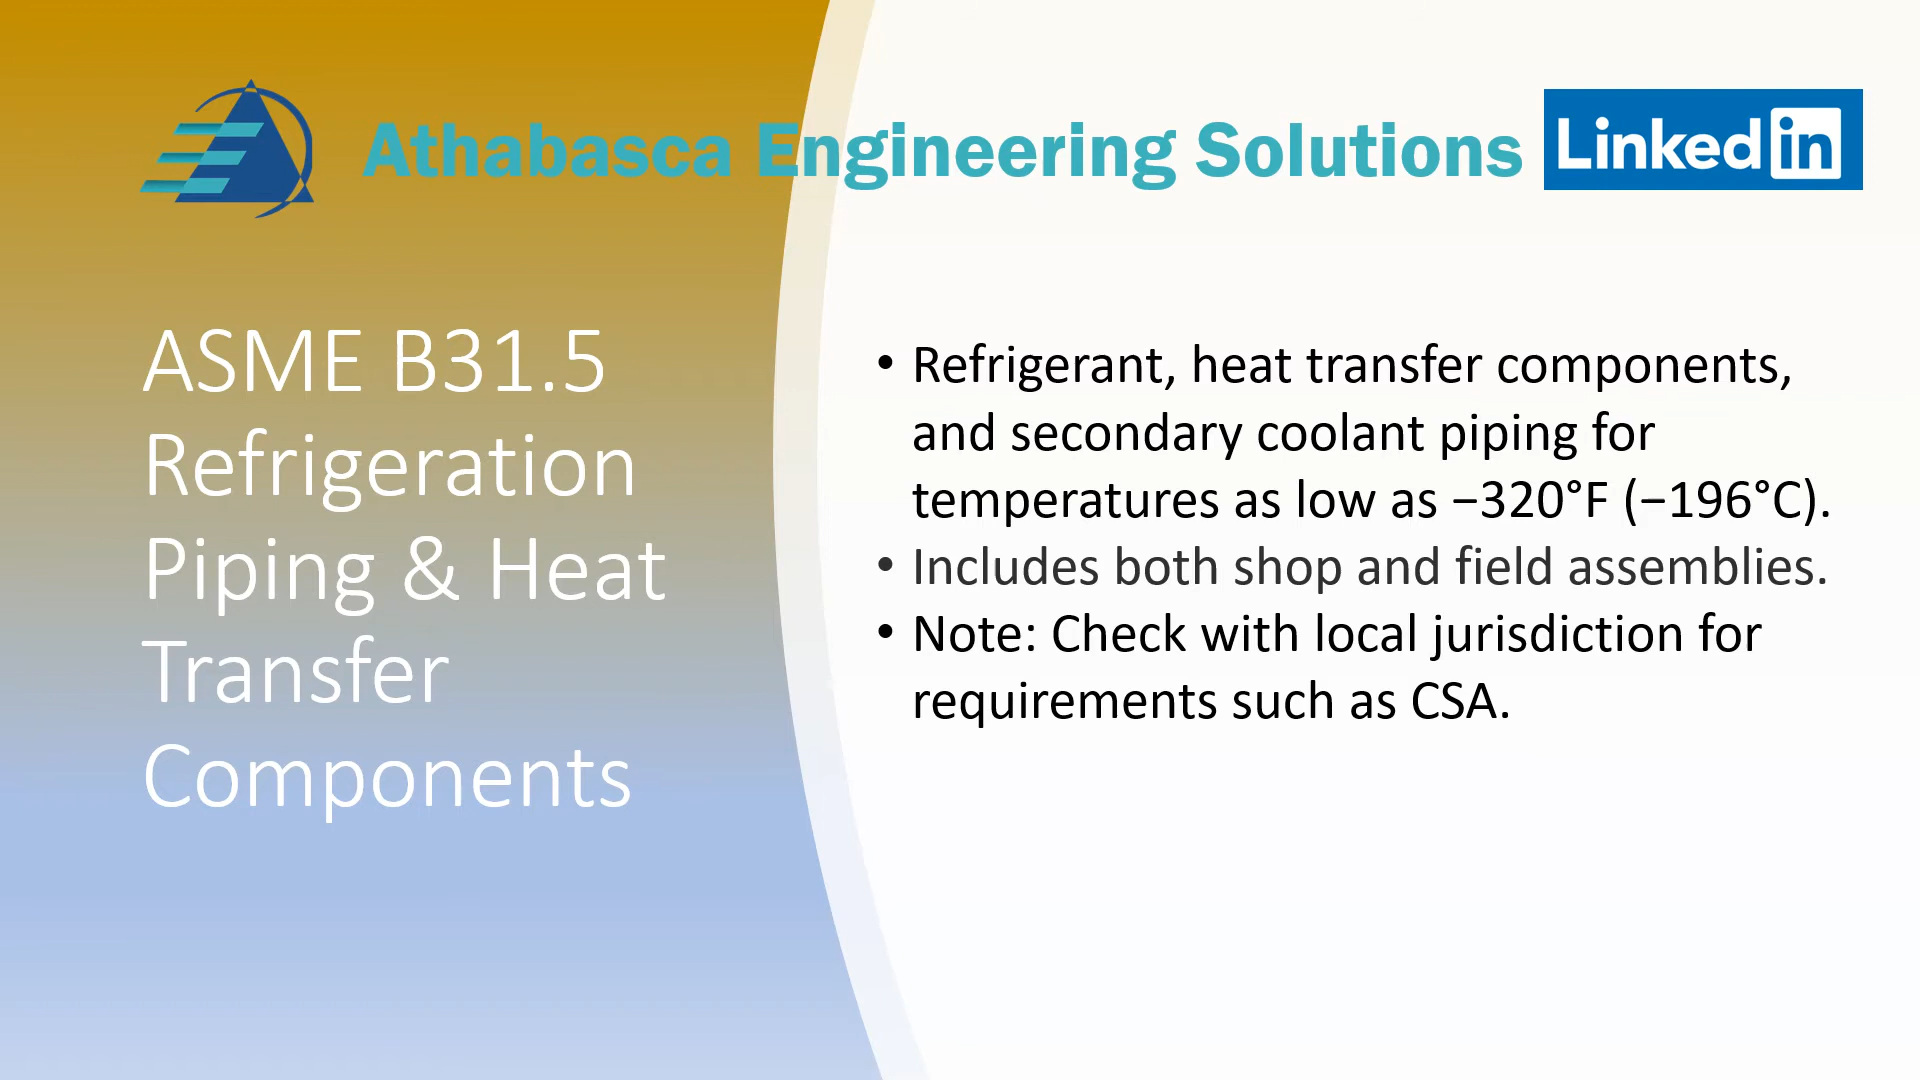 Athabasca Engineering Solutions
Linked in
ASME B31.5
Refrigeration
Piping & Heat
Transfer
Components
• Refrigerant, heat transfer components,
and secondary coolant piping for
temperatures as low as −320°F (−196°C).
• Includes both shop and field assemblies.
• Note: Check with local jurisdiction for
requirements such as CSA.